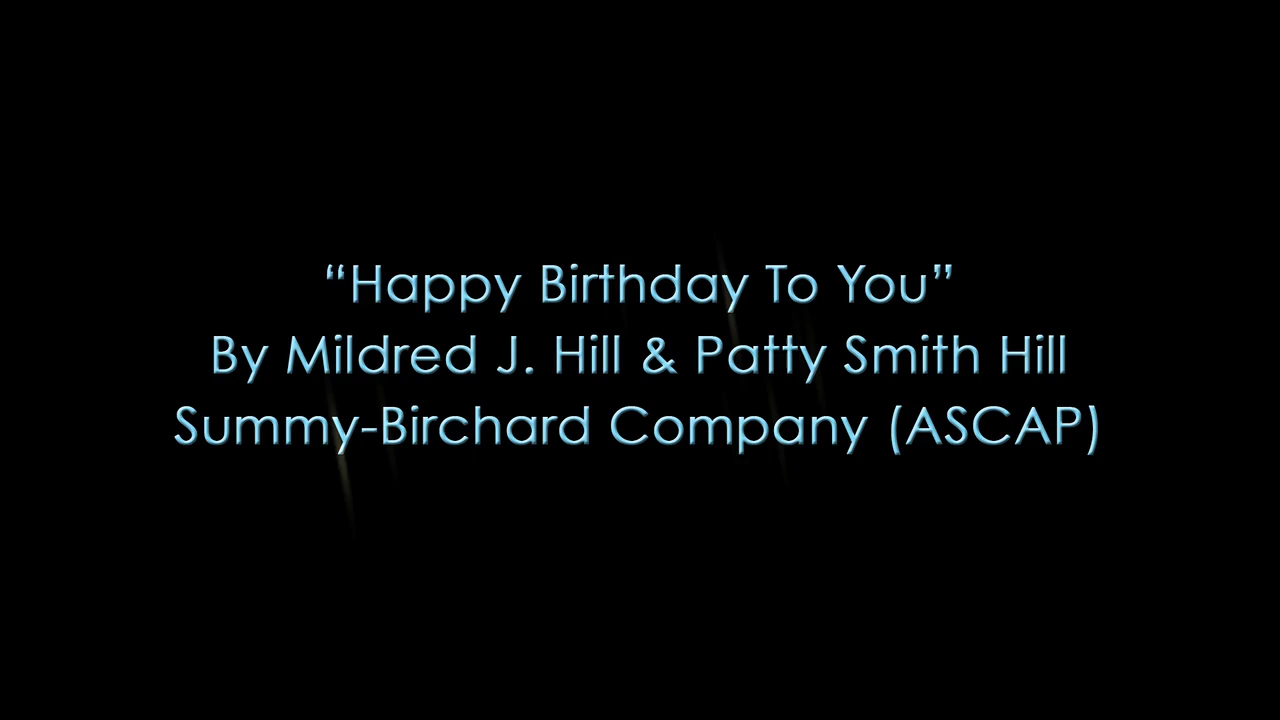 “Happy Birthday To You”
By Mildred J. Hill & Patty Smith Hill
Summy-Birchard Company (ASCAP)